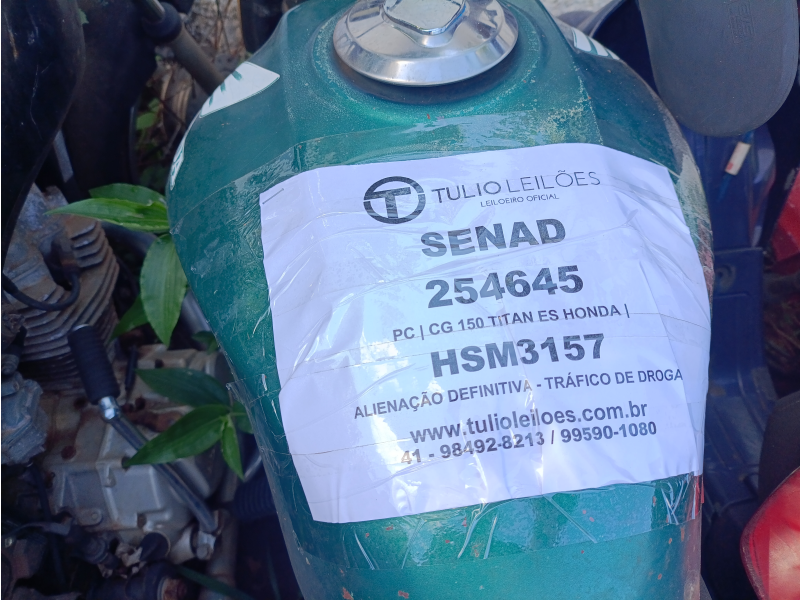 TULIO LEILÕES
LEILOEIRO OFICIAL
SENAD
254645
PC | CG 150 TITAN ES HONDA |
HSM3157
ALIENAÇÃO DEFINITIVA - TRÁFICO DE DROGA
www.tulioleiloes.com.br
41 - 98492-8213 / 99590-1080